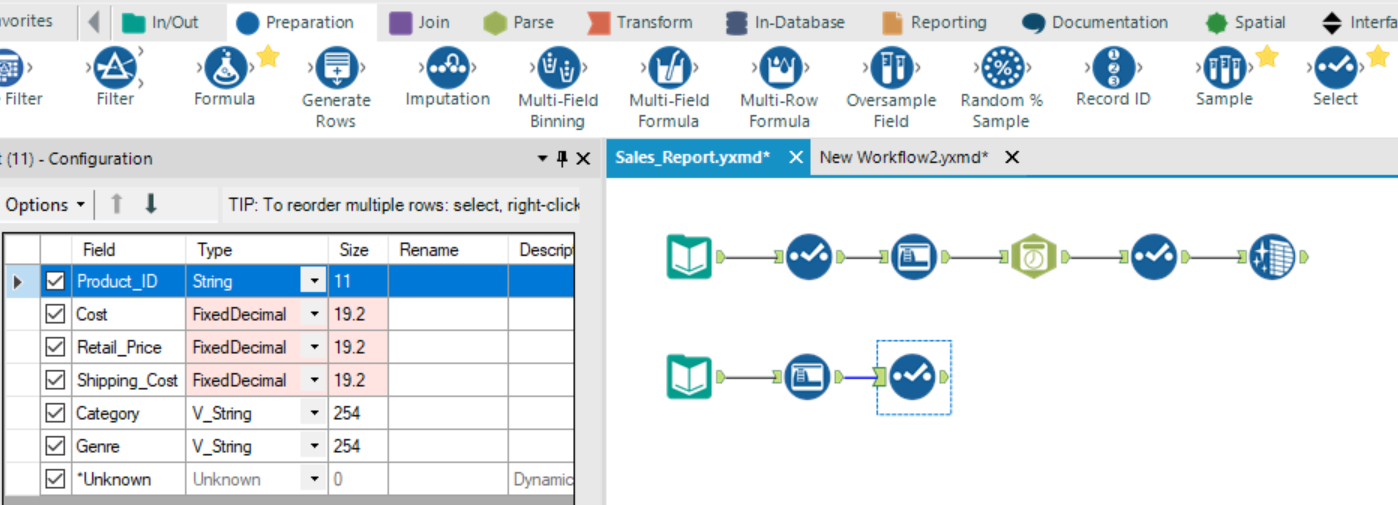 vorites In/Out Preparation Join Parse Transform In-Database Reporting Documentation Spatial Interfa
Filter Filter Formula Generate Rows Imputation Multi-Field Binning Multi-Field Formula Multi-Row Formula Oversample Field Random % Sample Record ID Sample Select
1
2
3
t (11) - Configuration
Sales_Report.yxmd* New Workflow2.yxmd*
Options TIP: To reorder multiple rows: select, right-click
Field Type Size Rename Descrip
Product_ID String 11
Cost FixedDecimal 19.2
Retail_Price FixedDecimal 19.2
Shipping_Cost FixedDecimal 19.2
Category V_String 254
Genre V_String 254
*Unknown Unknown 0 Dynamic